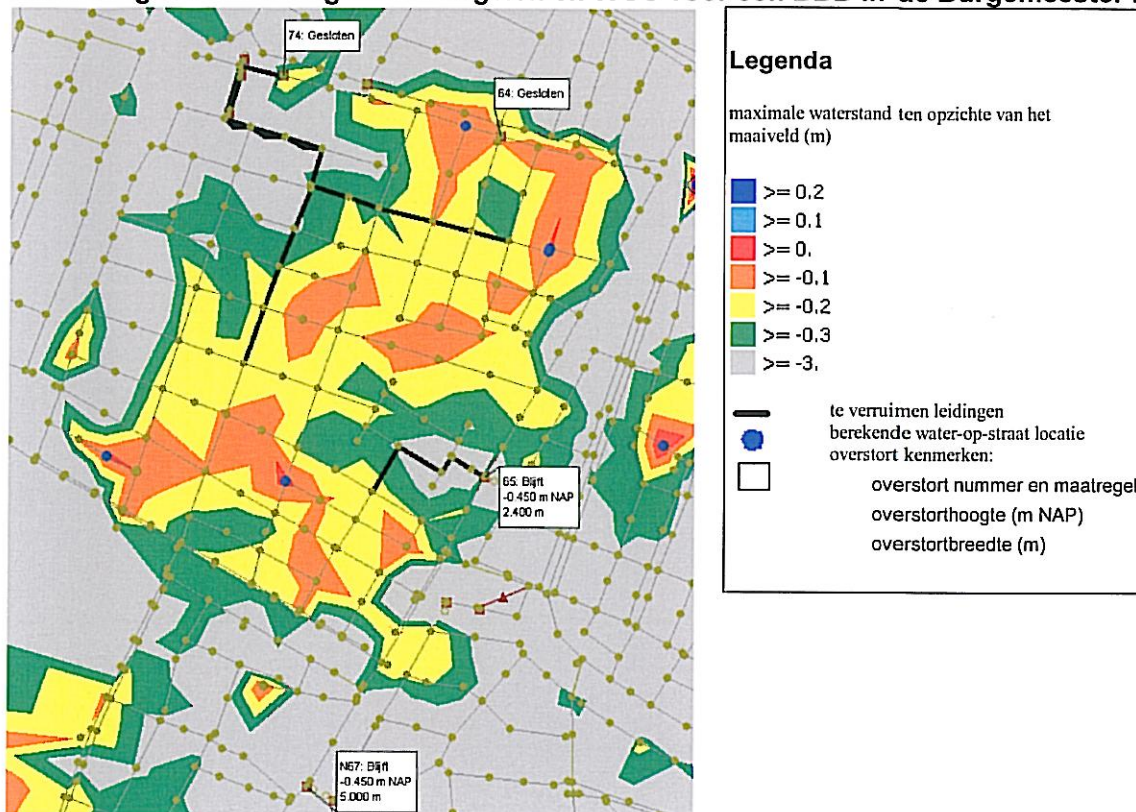 74: Gesloten
64: Gesloten
65. Blijft
-0.450 m NAP
2.400 m
N67: Blijft
-0.450 m NAP
5.000 m
Legenda
maximale waterstand ten opzichte van het
maaiveld (m)
>= 0.2
>= 0.1
>= 0.
>= -0.1
>= -0.2
>= -0.3
>= -3.
te verruimen leidingen
berekende water-op-straat locatie
overstort kenmerken:
overstort nummer en maatregel
overstorthoogte (m NAP)
overstortbreedte (m)